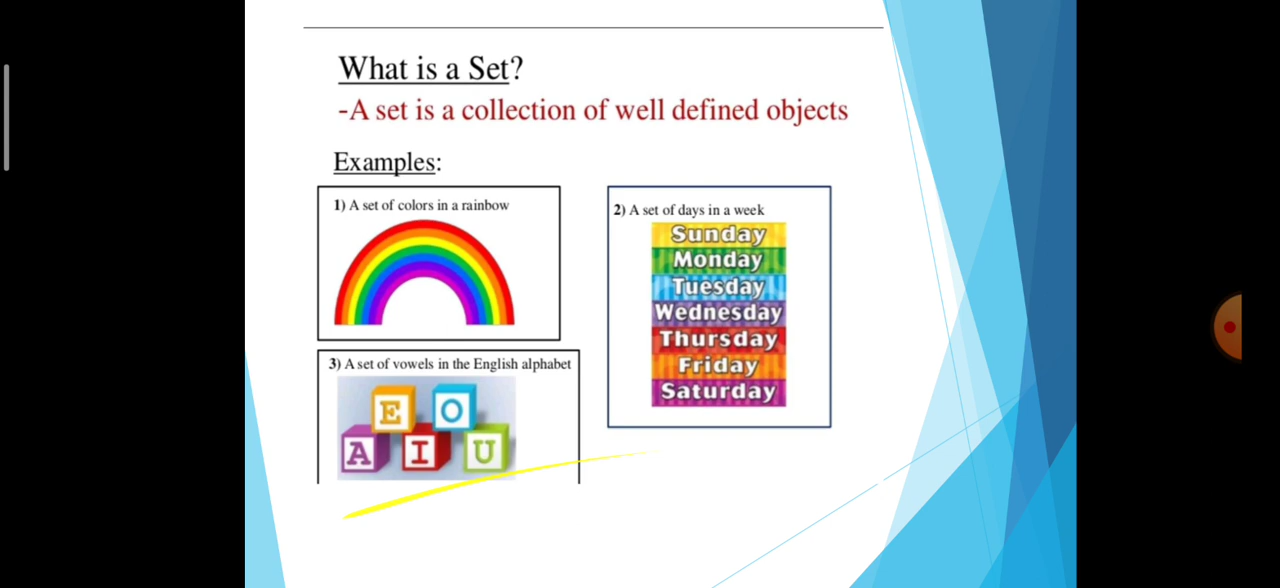 What is a Set?
-A set is a collection of well defined objects
Examples:
1) A set of colors in a rainbow
2) A set of days in a week
Sunday
Monday
Tuesday
Wednesday
Thursday
Friday
Saturday
3) A set of vowels in the English alphabet
E O
A I U